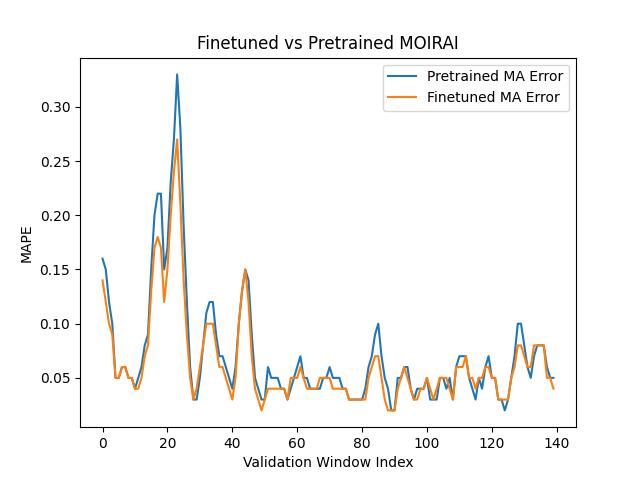 Finetuned vs Pretrained MOIRAI
Pretrained MA Error
Finetuned MA Error
MAPE
0.30
0.25
0.20
0.15
0.10
0.05
0 20 40 60 80 100 120 140
Validation Window Index